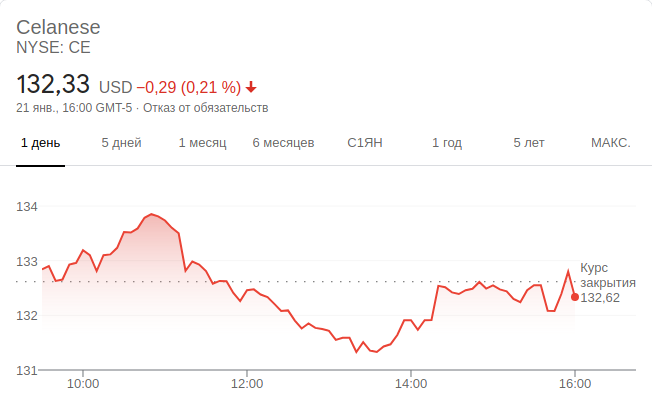 Celanese
NYSE: CE
132,33 USD −0,29 (0,21 %)
21 янв., 16:00 GMT-5 · Отказ от обязательств
1 день 5 дней 1 месяц 6 месяцев С1ЯН 1 год 5 лет МАКС.
134
133
132
131
Курс
закрытия
132,62
10:00 12:00 14:00 16:00